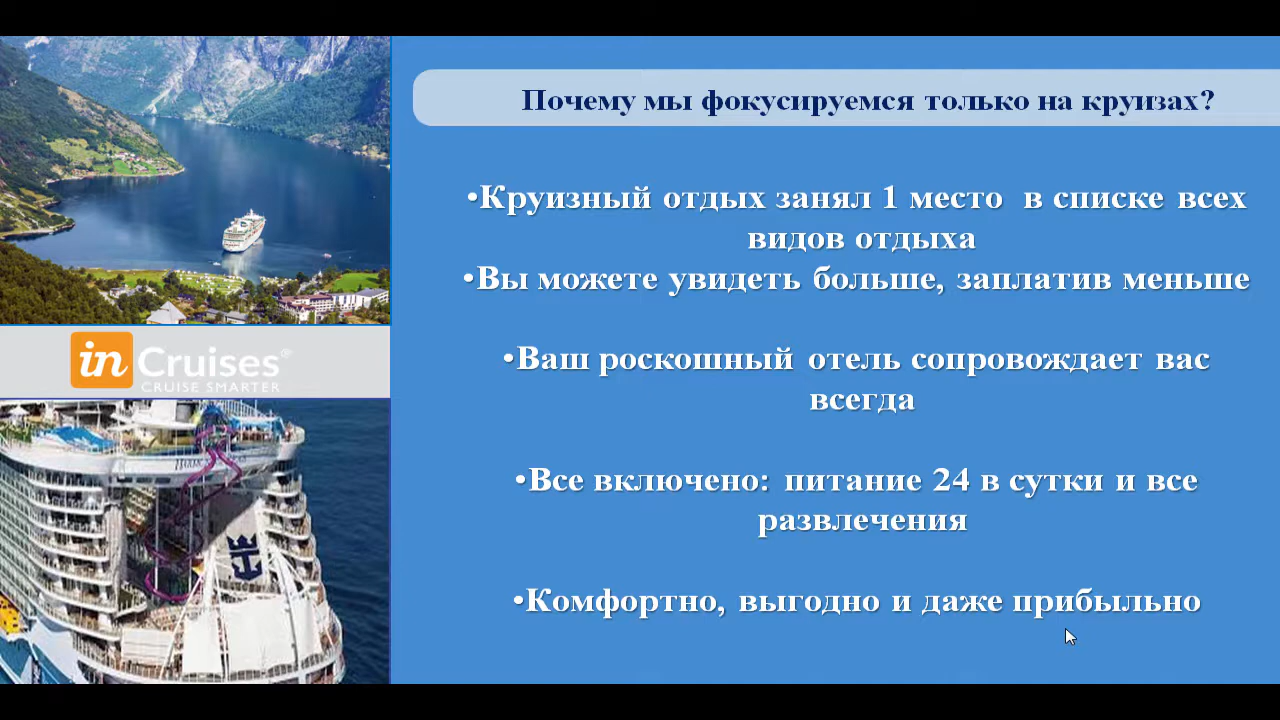 Почему мы фокусируемся только на круизах?
•Круизный отдых занял 1 место в списке всех
видов отдыха
•Вы можете увидеть больше, заплатив меньше
•Ваш роскошный отель сопровождает вас
всегда
•Все включено: питание 24 в сутки и все
развлечения
•Комфортно, выгодно и даже прибыльно
in Cruises®
CRUISE SMARTER